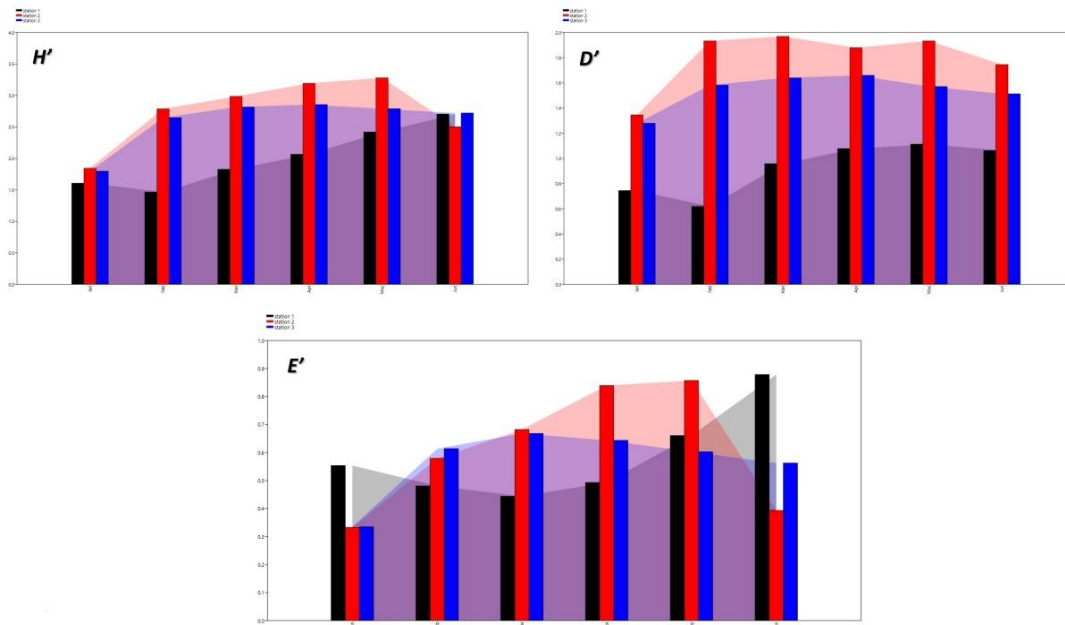 station 1
station 2
station 3
H'
4.0
3.5
3.0
2.5
2.0
1.5
1.0
0.5
0.0
Jan
Feb
Mar
Apr
May
Jun
station 1
station 2
station 3
D'
2.0
1.8
1.6
1.4
1.2
1.0
0.8
0.6
0.4
0.2
0.0
Jan
Feb
Mar
Apr
May
Jun
station 1
station 2
station 3
E'
1.0
0.9
0.8
0.7
0.6
0.5
0.4
0.3
0.2
0.1
0.0